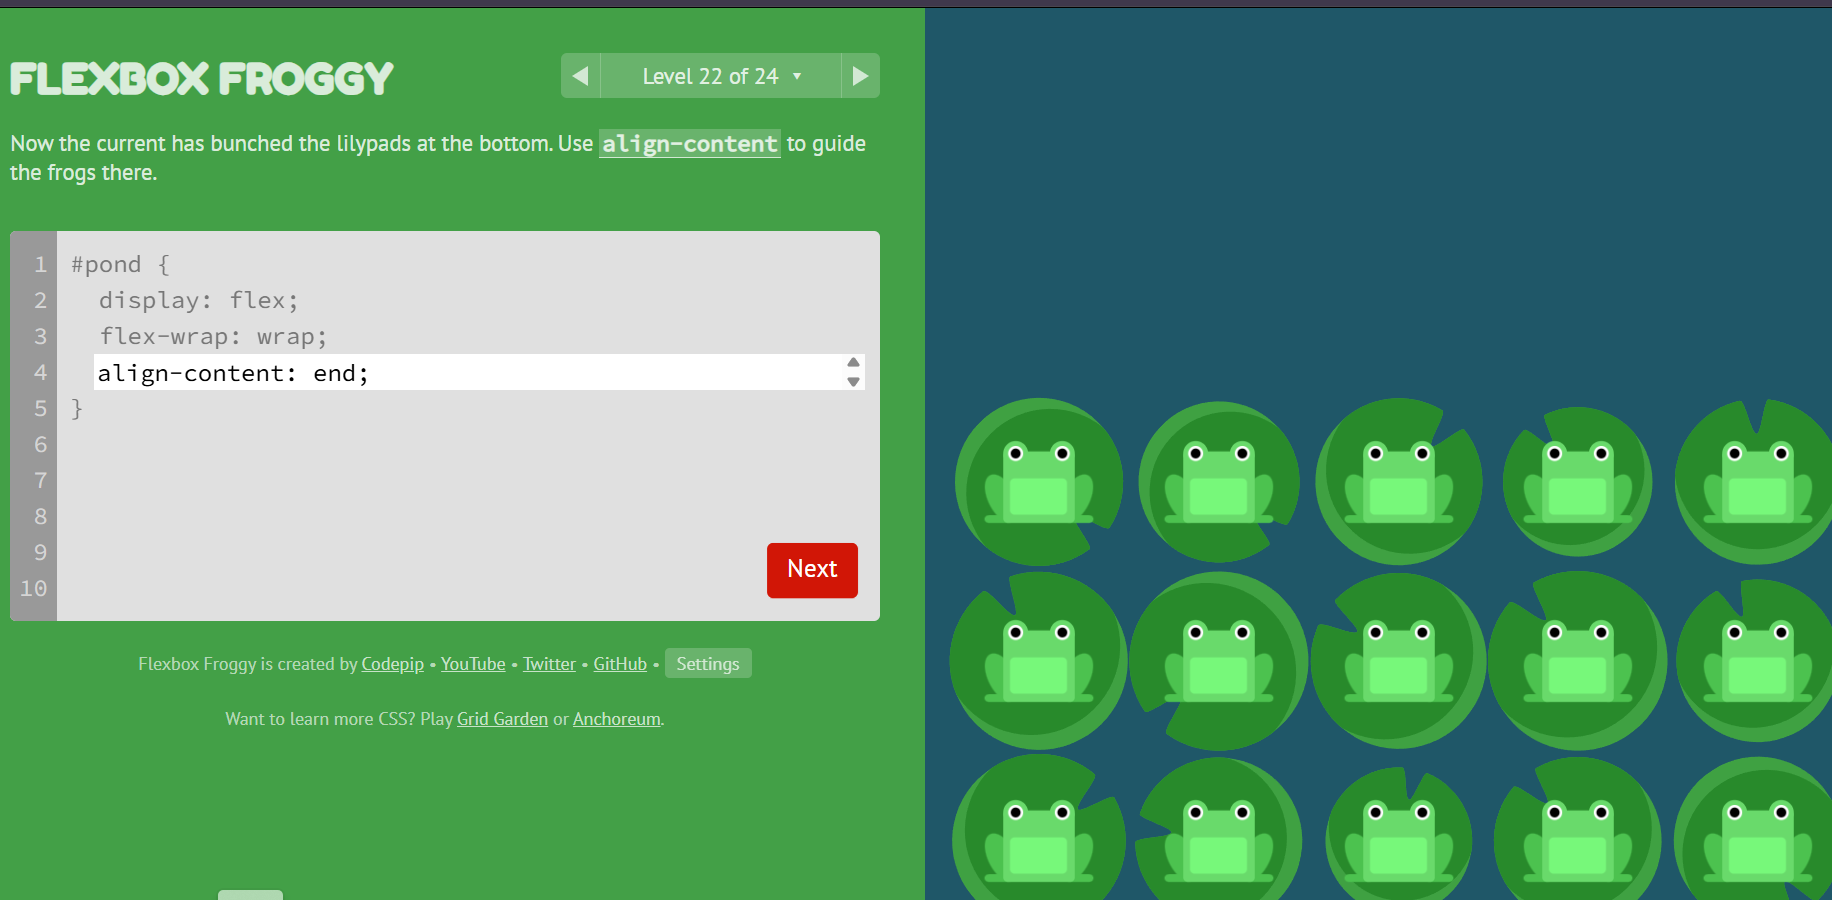 FLEXBOX FROGGY
Level 22 of 24
Now the current has bunched the lilypads at the bottom. Use align-content to guide
the frogs there.
1 #pond {
2 display: flex;
3 flex-wrap: wrap;
4 align-content: end;
5 }
6
7
8
9
10
Next
Flexbox Froggy is created by Codepip • YouTube • Twitter • GitHub • Settings
Want to learn more CSS? Play Grid Garden or Anchoreum.